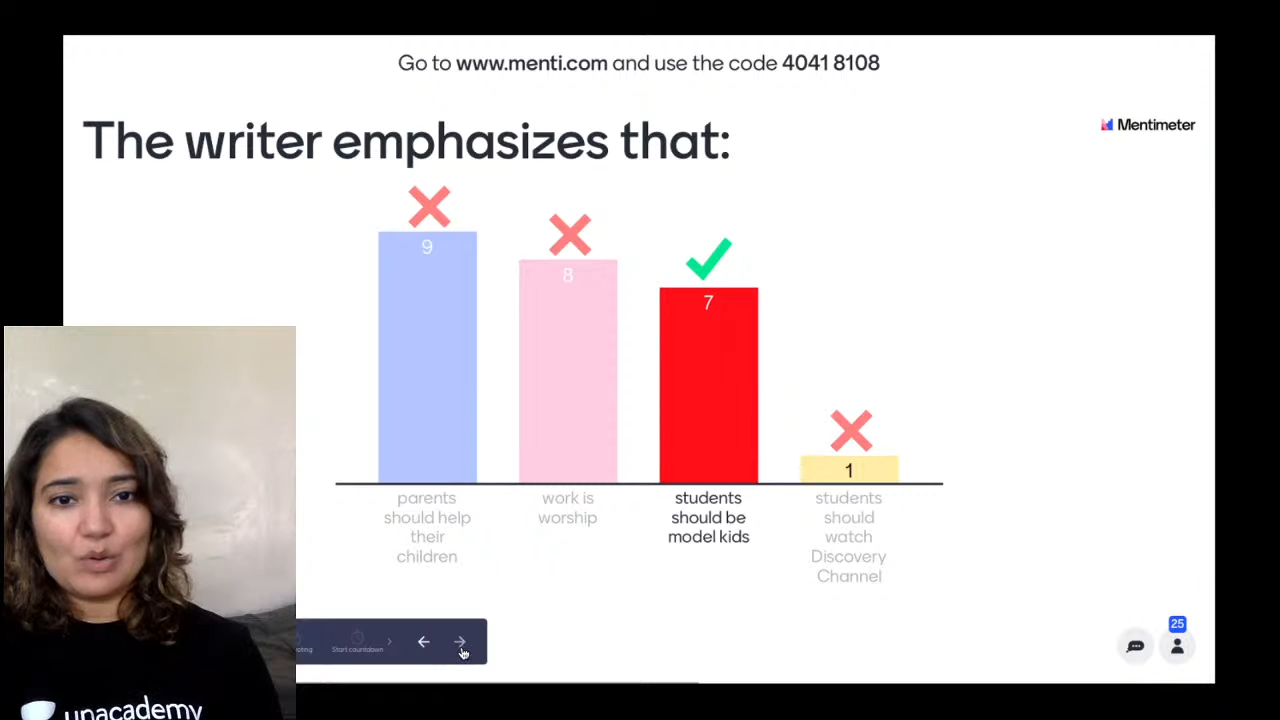 Go to www.menti.com and use the code 4041 8108
The writer emphasizes that:
Mentimeter
9
8
7
1
parents
should help
their
children
work is
worship
students
should be
model kids
students
should
watch
Discovery
Channel
Start countdown
25
unacademy